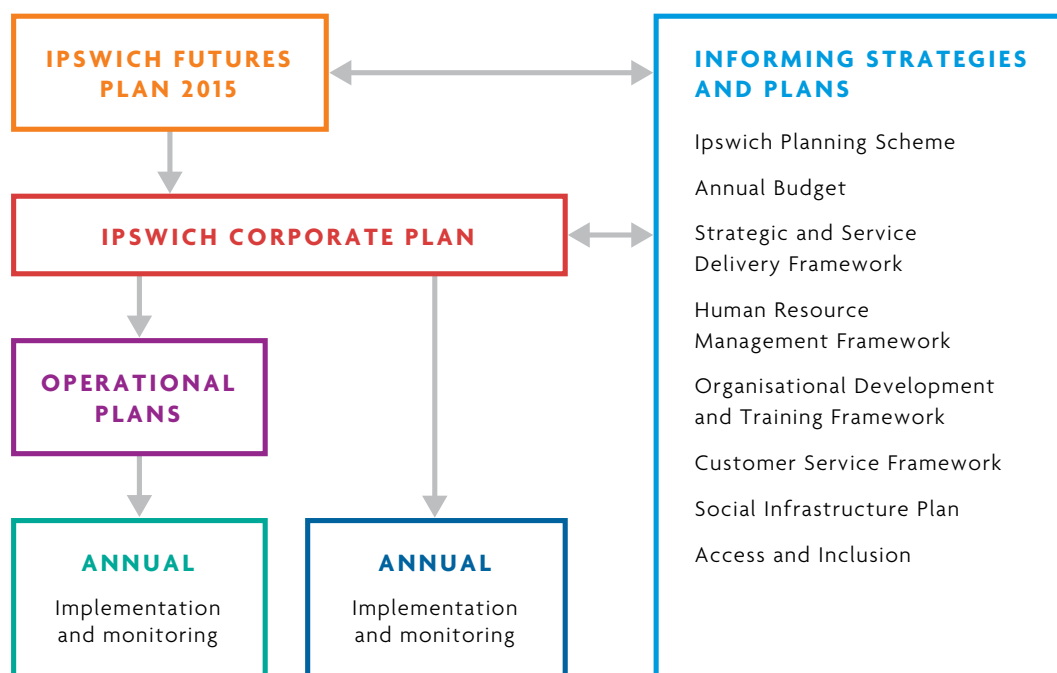 IPSWICH FUTURES
PLAN 2015
IPSWICH CORPORATE PLAN
OPERATIONAL
PLANS
ANNUAL
Implementation
and monitoring
ANNUAL
Implementation
and monitoring
INFORMING STRATEGIES
AND PLANS
Ipswich Planning Scheme
Annual Budget
Strategic and Service
Delivery Framework
Human Resource
Management Framework
Organisational Development
and Training Framework
Customer Service Framework
Social Infrastructure Plan
Access and Inclusion